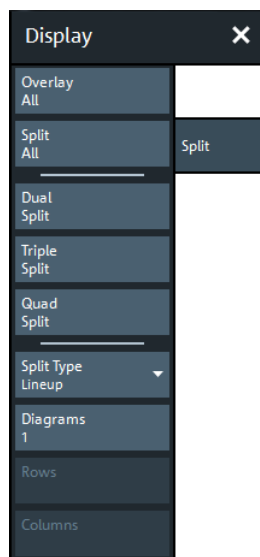 Display
Overlay
All
Split
All
Split
Dual
Split
Triple
Split
Quad
Split
Split Type
Lineup
Diagrams
1
Rows
Columns